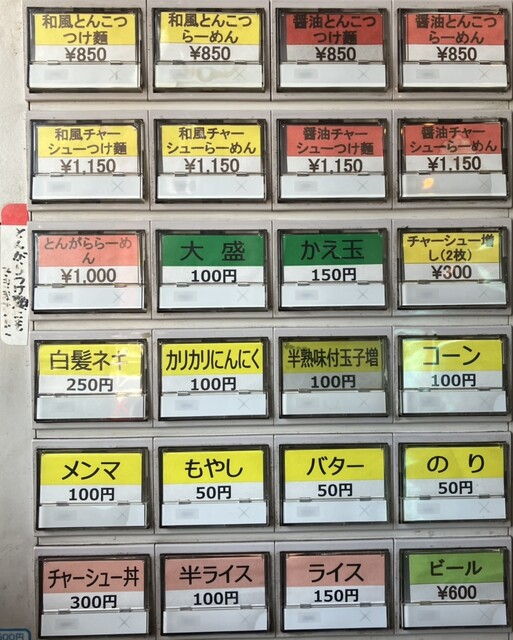 和風とんこつ
つけ麺
¥850
和風とんこつ
らーめん
¥850
醤油とんこつ
つけ麺
¥850
醤油とんこつ
らーめん
¥850
和風チャー
シューつけ麺
¥1,150
和風チャー
シューらーめん
¥1,150
醤油チャー
シューつけ麺
¥1,150
醤油チャー
シューらーめん
¥1,150
とんがららーめ
ん
¥1,000
大盛
100円
かえ玉
150円
チャーシュー増
し(2枚)
¥300
白髪ネギ
250円
カリカリにんにく
100円
半熟味付玉子増
100円
コーン
100円
メンマ
100円
もやし
50円
バター
50円
のり
50円
チャーシュー丼
300円
半ライス
100円
ライス
150円
ビール
¥600